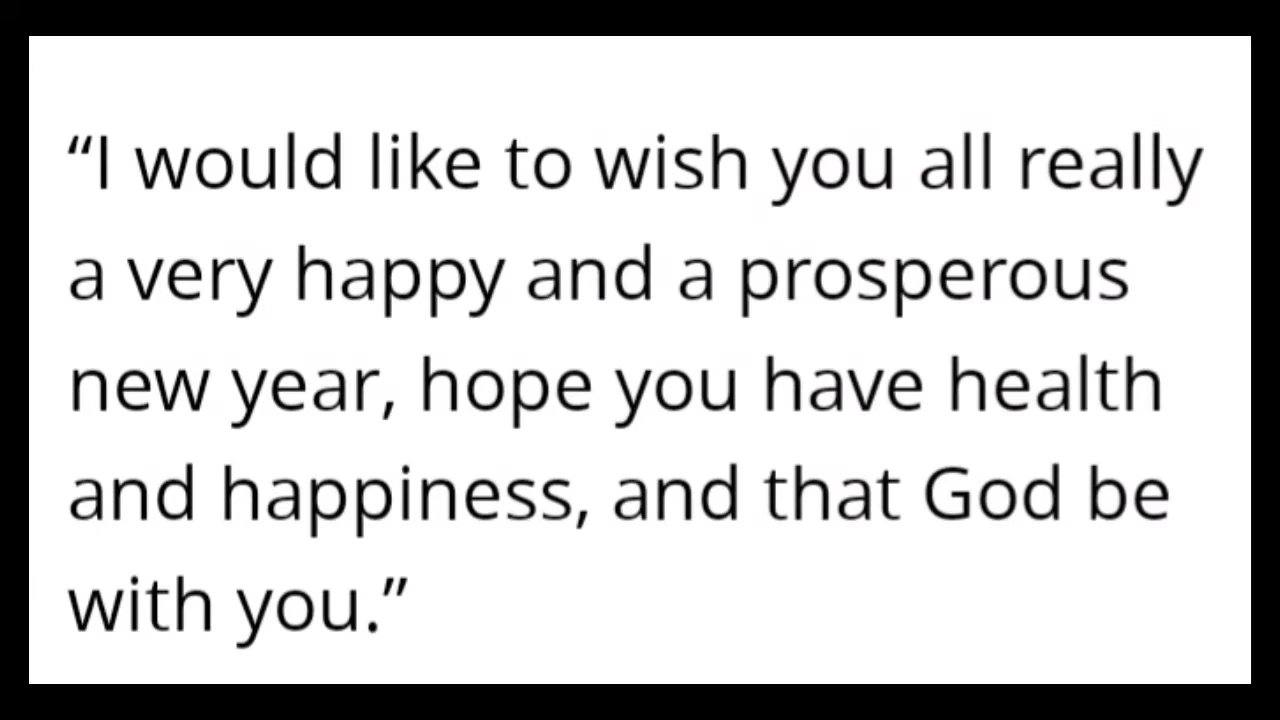 “I would like to wish you all really
a very happy and a prosperous
new year, hope you have health
and happiness, and that God be
with you.”